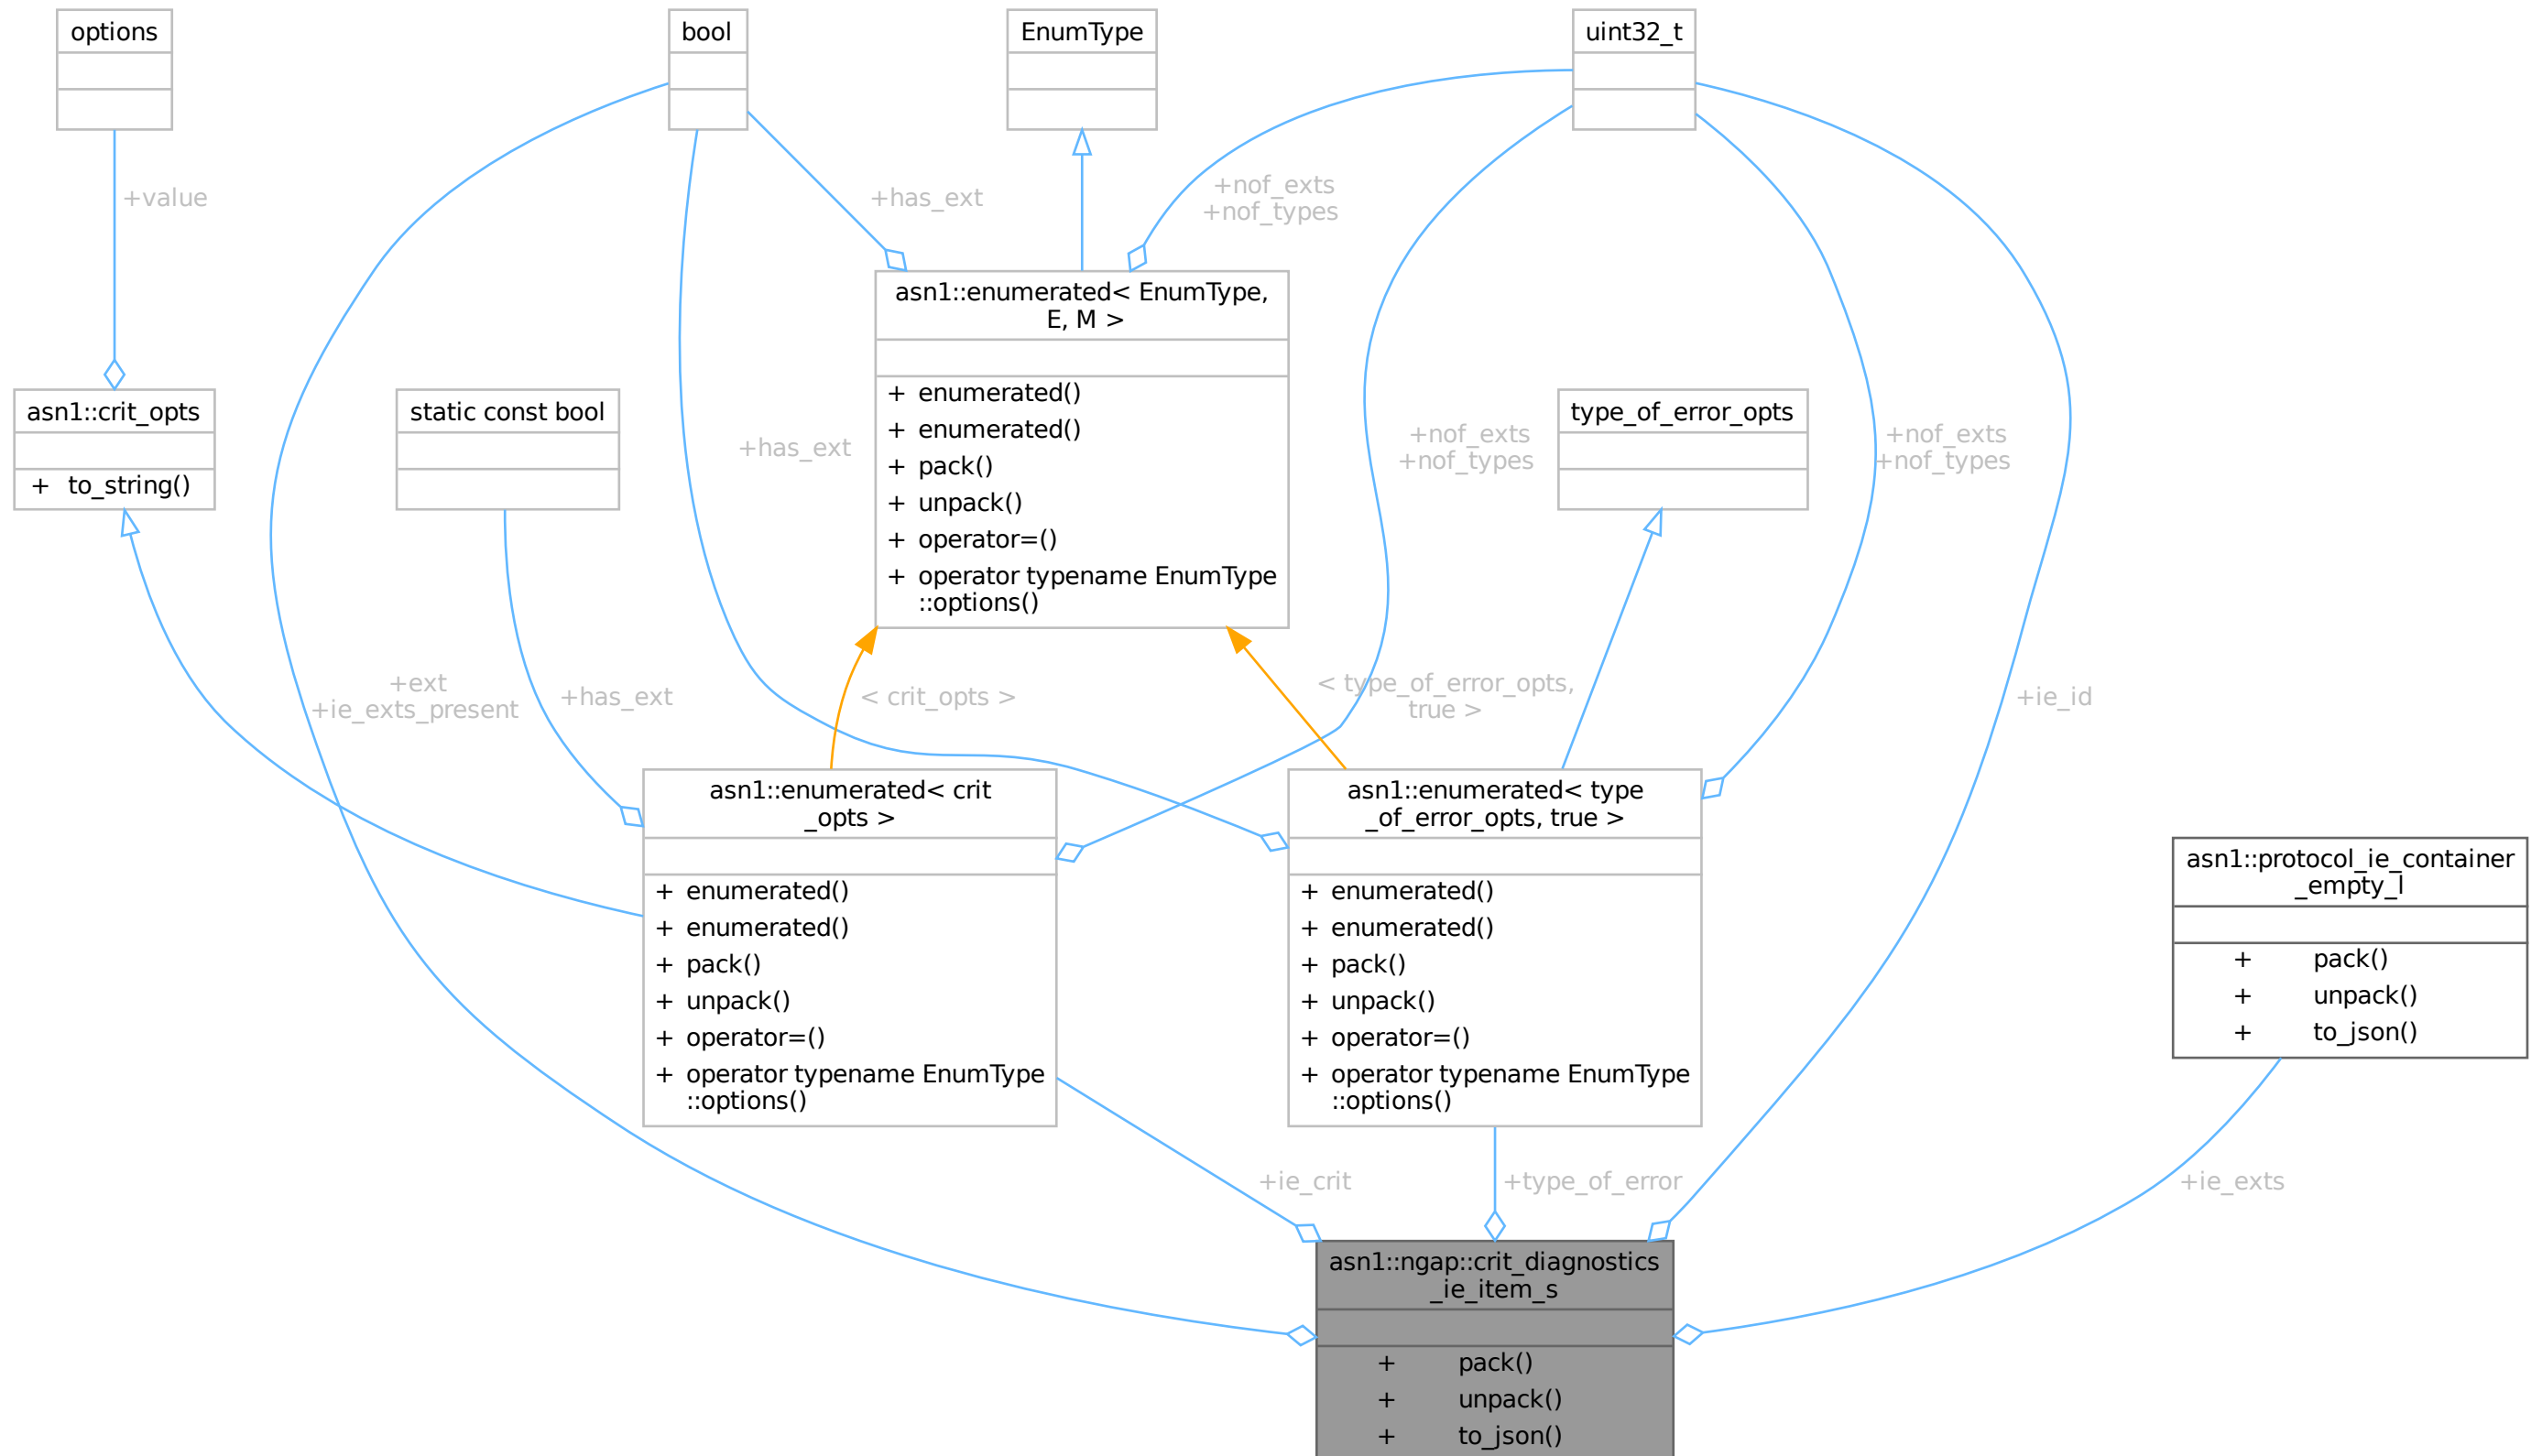 options
bool
EnumType
uint32_t
+value
+has_ext
+nof_exts
+nof_types
asn1::enumerated< EnumType,
E, M >
+ enumerated()
+ enumerated()
+ pack()
+ unpack()
+ operator=()
+ operator typename EnumType
::options()
asn1::crit_opts
+ to_string()
static const bool
+has_ext
+nof_exts
+nof_types
type_of_error_opts
+nof_exts
+nof_types
+ext
+ie_exts_present
+has_ext
< crit_opts >
< type_of_error_opts,
true >
+ie_id
asn1::enumerated< crit
_opts >
+ enumerated()
+ enumerated()
+ pack()
+ unpack()
+ operator=()
+ operator typename EnumType
::options()
asn1::enumerated< type
_of_error_opts, true >
+ enumerated()
+ enumerated()
+ pack()
+ unpack()
+ operator=()
+ operator typename EnumType
::options()
asn1::protocol_ie_container
_empty_l
+ pack()
+ unpack()
+ to_json()
+ie_crit
+type_of_error
+ie_exts
asn1::ngap::crit_diagnostics
_ie_item_s
+ pack()
+ unpack()
+ to_json()